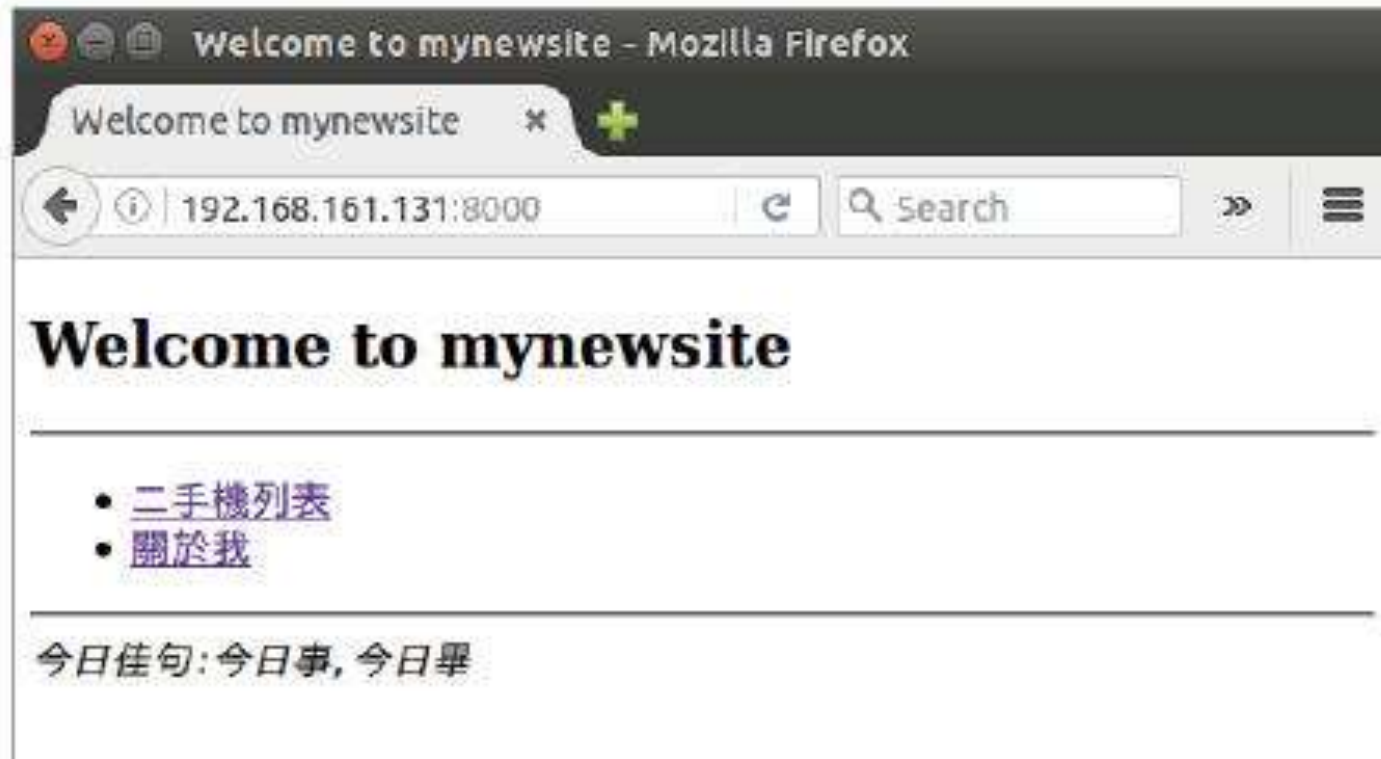 Welcome to mynewsite - Mozilla Firefox
Welcome to mynewsite
192.168.161.131:8000
Search
Welcome to mynewsite
二手機列表
關於我
今日佳句:今日事,今日畢